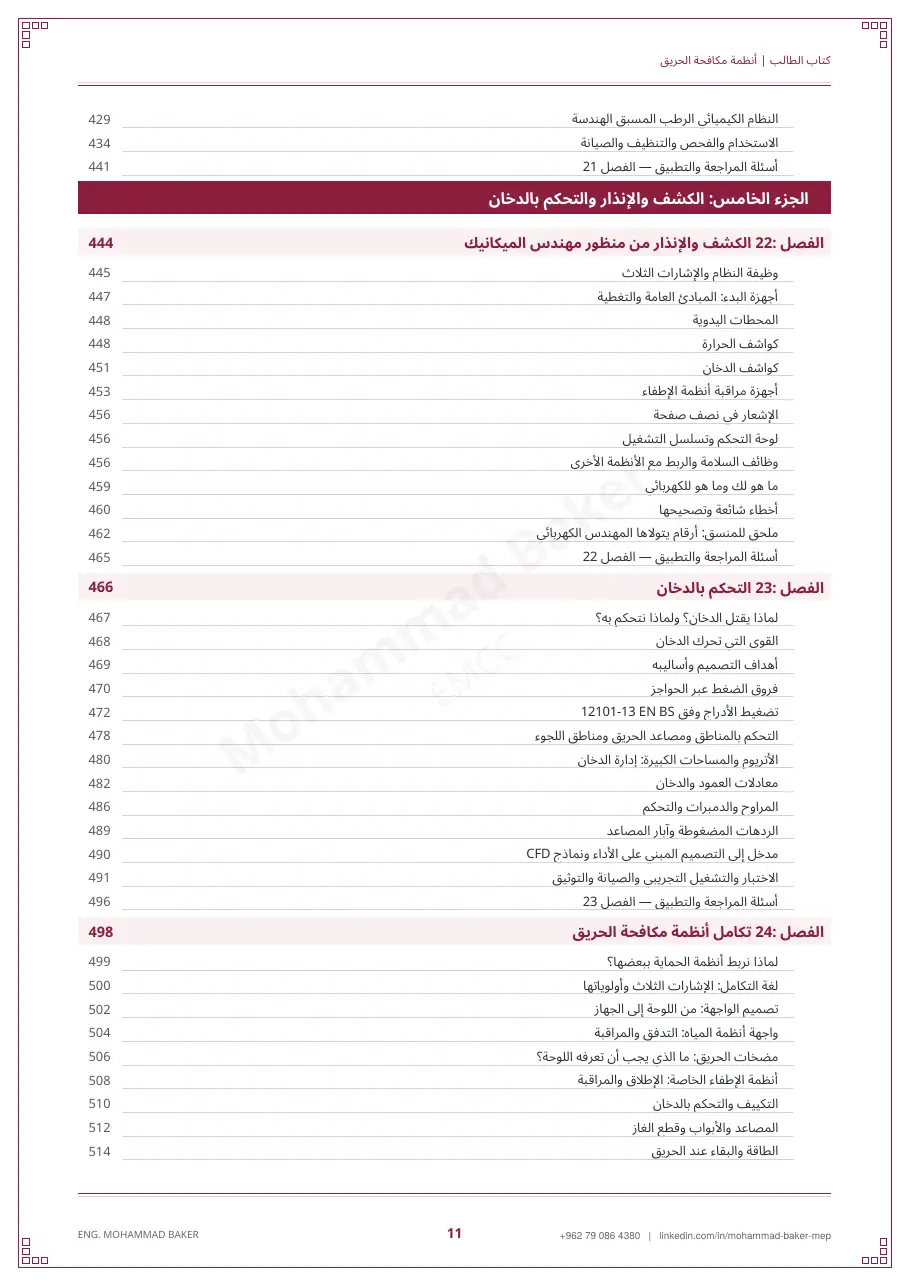 كتاب الطالب | أنظمة مكافحة الحريق
النظام الكيميائي الرطب المسبق الهندسة 429
الاستخدام والفحص والتنظيف والصيانة 434
أسئلة المراجعة والتطبيق — الفصل 21 441
الجزء الخامس: الكشف والإنذار والتحكم بالدخان
الفصل :22 الكشف والإنذار من منظور مهندس الميكانيك 444
وظيفة النظام والإشارات الثلاث 445
أجهزة البدء: المبادئ العامة والتغطية 447
المحطات اليدوية 448
كواشف الحرارة 448
كواشف الدخان 451
أجهزة مراقبة أنظمة الإطفاء 453
الإشعار في نصف صفحة 456
لوحة التحكم وتسلسل التشغيل 456
وظائف السلامة والربط مع الأنظمة الأخرى 456
ما هو لك وما هو للكهربائي 459
أخطاء شائعة وتصحيحها 460
ملحق للمنسق: أرقام يتولاها المهندس الكهربائي 462
أسئلة المراجعة والتطبيق — الفصل 22 465
الفصل :23 التحكم بالدخان 466
لماذا يقتل الدخان؟ ولماذا نتحكم به؟ 467
القوى التي تحرك الدخان 468
أهداف التصميم وأساليبه 469
فروق الضغط عبر الحواجز 470
تضغيط الأدراج وفق 12101-13 EN BS 472
التحكم بالمناطق ومصاعد الحريق ومناطق اللجوء 478
الأتريوم والمساحات الكبيرة: إدارة الدخان 480
معادلات العمود والدخان 482
المراوح والدمبرات والتحكم 486
الردهات المضغوطة وآبار المصاعد 489
مدخل إلى التصميم المبني على الأداء ونماذج CFD 490
الاختبار والتشغيل التجريبي والصيانة والتوثيق 491
أسئلة المراجعة والتطبيق — الفصل 23 496
الفصل :24 تكامل أنظمة مكافحة الحريق 498
لماذا نربط أنظمة الحماية ببعضها؟ 499
لغة التكامل: الإشارات الثلاث وأولوياتها 500
تصميم الواجهة: من اللوحة إلى الجهاز 502
واجهة أنظمة المياه: التدفق والمراقبة 504
مضخات الحريق: ما الذي يجب أن تعرفه اللوحة؟ 506
أنظمة الإطفاء الخاصة: الإطلاق والمراقبة 508
التكييف والتحكم بالدخان 510
المصاعد والأبواب وقطع الغاز 512
الطاقة والبقاء عند الحريق 514
Mohammad Baker
EMCC
ENG. MOHAMMAD BAKER 11 +962 79 086 4380 | linkedin.com/in/mohammad-baker-mep